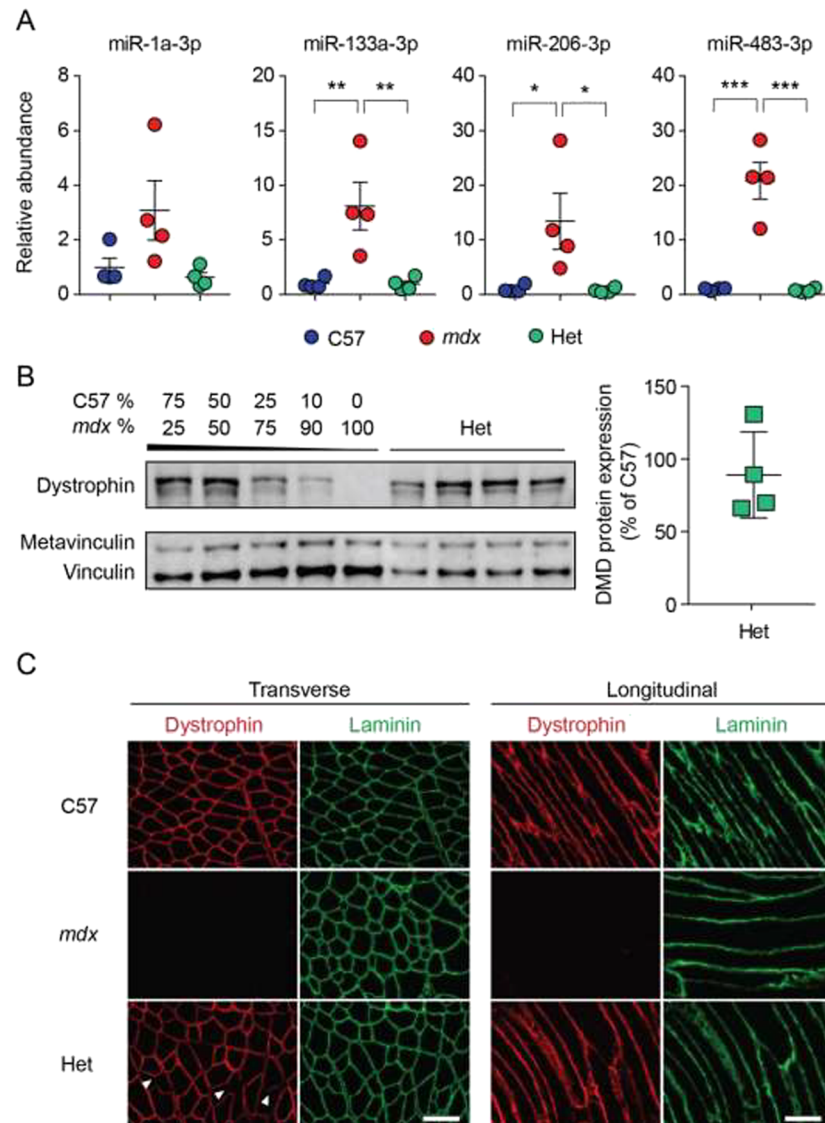 A
miR-1a-3p
miR-133a-3p
miR-206-3p
miR-483-3p
Relative abundance
8
6
4
2
0
20
15
10
5
0
** **
40
30
20
10
0
* *
40
30
20
10
0
*** ***
C57 mdx Het
B
C57 % 75 50 25 10 0
mdx % 25 50 75 90 100 Het
Dystrophin
Metavinculin
Vinculin
DMD protein expression
(% of C57)
150
100
50
0
Het
C
Transverse Longitudinal
Dystrophin Laminin Dystrophin Laminin
C57
mdx
Het